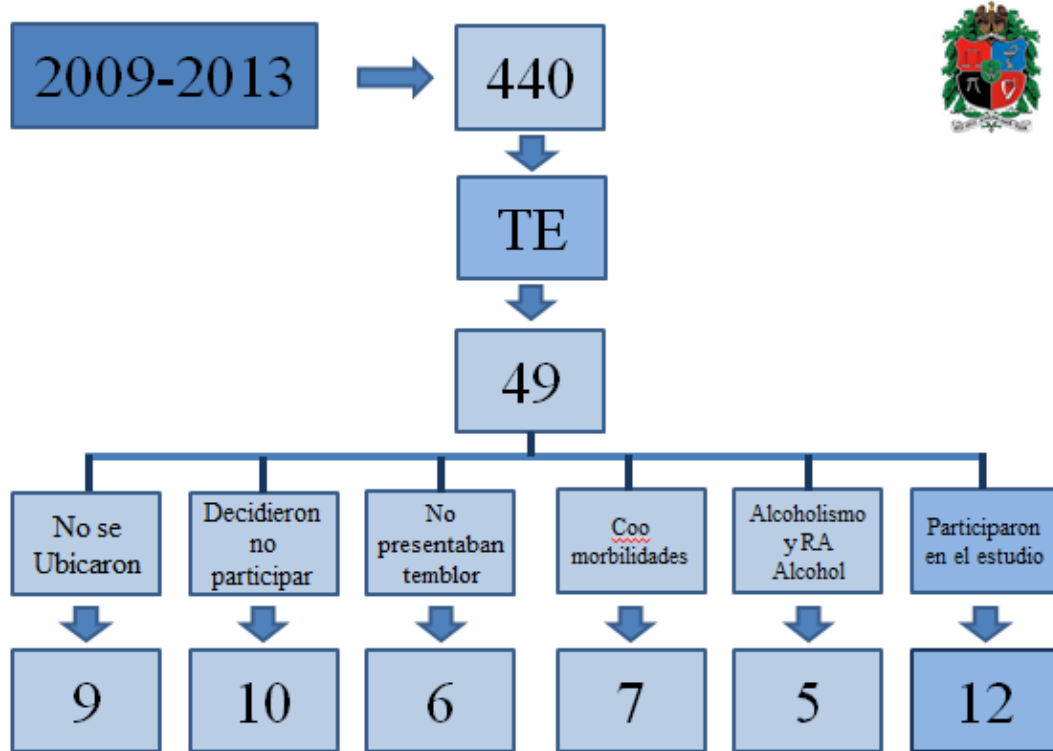 2009-2013
440
TE
49
No se
Ubicaron
Decidieron
no
participar
No
presentaban
temblor
Coo
morbilidades
Alcoholismo
y RA
Alcohol
Participaron
en el estudio
9
10
6
7
5
12